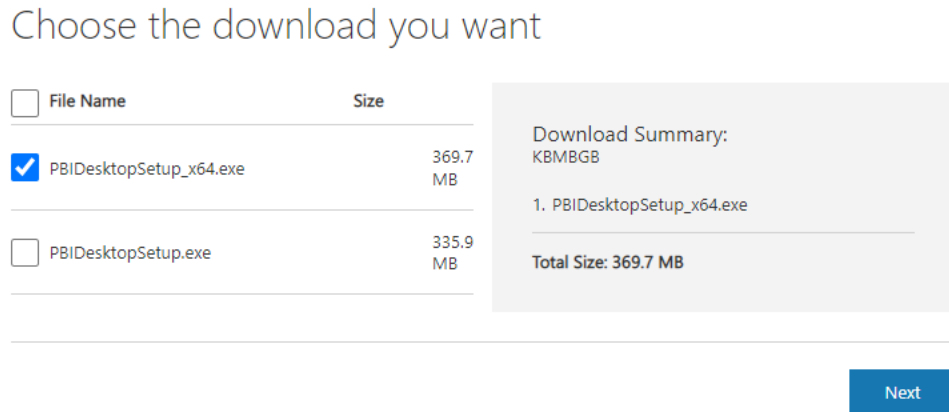 Choose the download you want
File Name Size
PBIDesktopSetup_x64.exe 369.7
MB
PBIDesktopSetup.exe 335.9
MB
Download Summary:
KBMBGB
1. PBIDesktopSetup_x64.exe
Total Size: 369.7 MB
Next